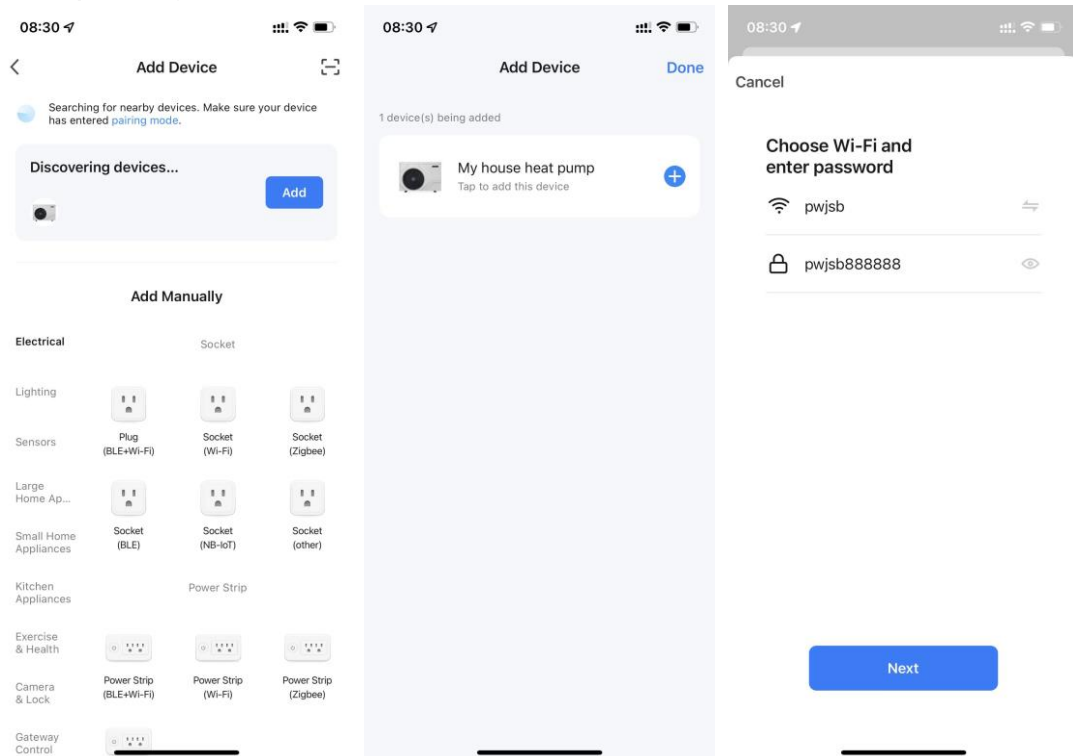 08:30
Add Device
Searching for nearby devices. Make sure your device
has entered pairing mode.
Discovering devices...
Add
Add Manually
Electrical
Socket
Lighting
Plug
(BLE+Wi-Fi)
Socket
(Wi-Fi)
Socket
(Zigbee)
Sensors
Large
Home Ap...
Socket
(BLE)
Socket
(NB-IoT)
Socket
(other)
Small Home
Appliances
Kitchen
Appliances
Power Strip
Exercise
& Health
Power Strip
(BLE+Wi-Fi)
Power Strip
(Wi-Fi)
Power Strip
(Zigbee)
Camera
& Lock
Gateway
Control
08:30
Add Device
Done
1 device(s) being added
My house heat pump
Tap to add this device
08:30
Cancel
Choose Wi-Fi and
enter password
pwjsb
pwjsb888888
Next